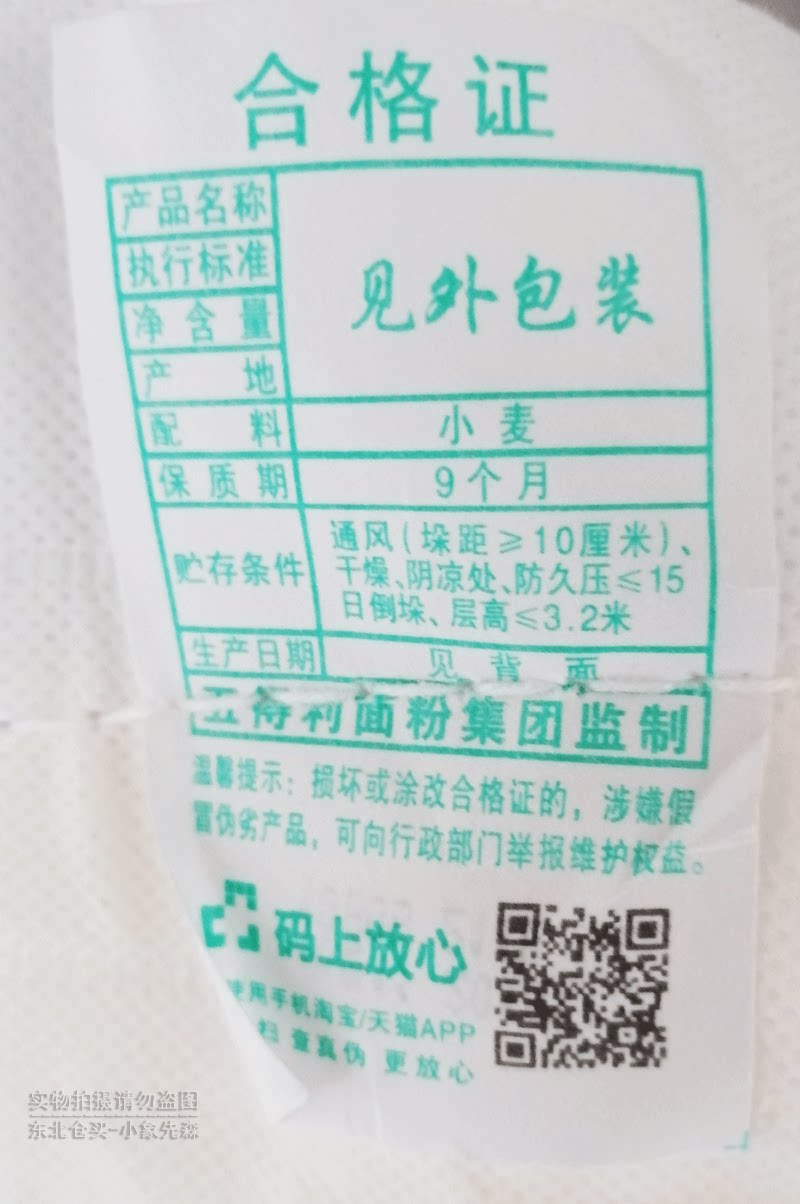 合格证
产品名称
执行标准
净含量
产地
见外包装
配料 小麦
保质期 9个月
贮存条件
通风(垛距≥10厘米)、
干燥、阴凉处、防久压≤15
日倒垛、层高≤3.2米
生产日期 见背面
五得利面粉集团监制
温馨提示:损坏或涂改合格证的,涉嫌假
冒伪劣产品,可向行政部门举报维护权益。
码上放心
使用手机淘宝/天猫APP
扫 查真伪 更放心
实物拍摄请勿盗图
东北仓买-小象先森